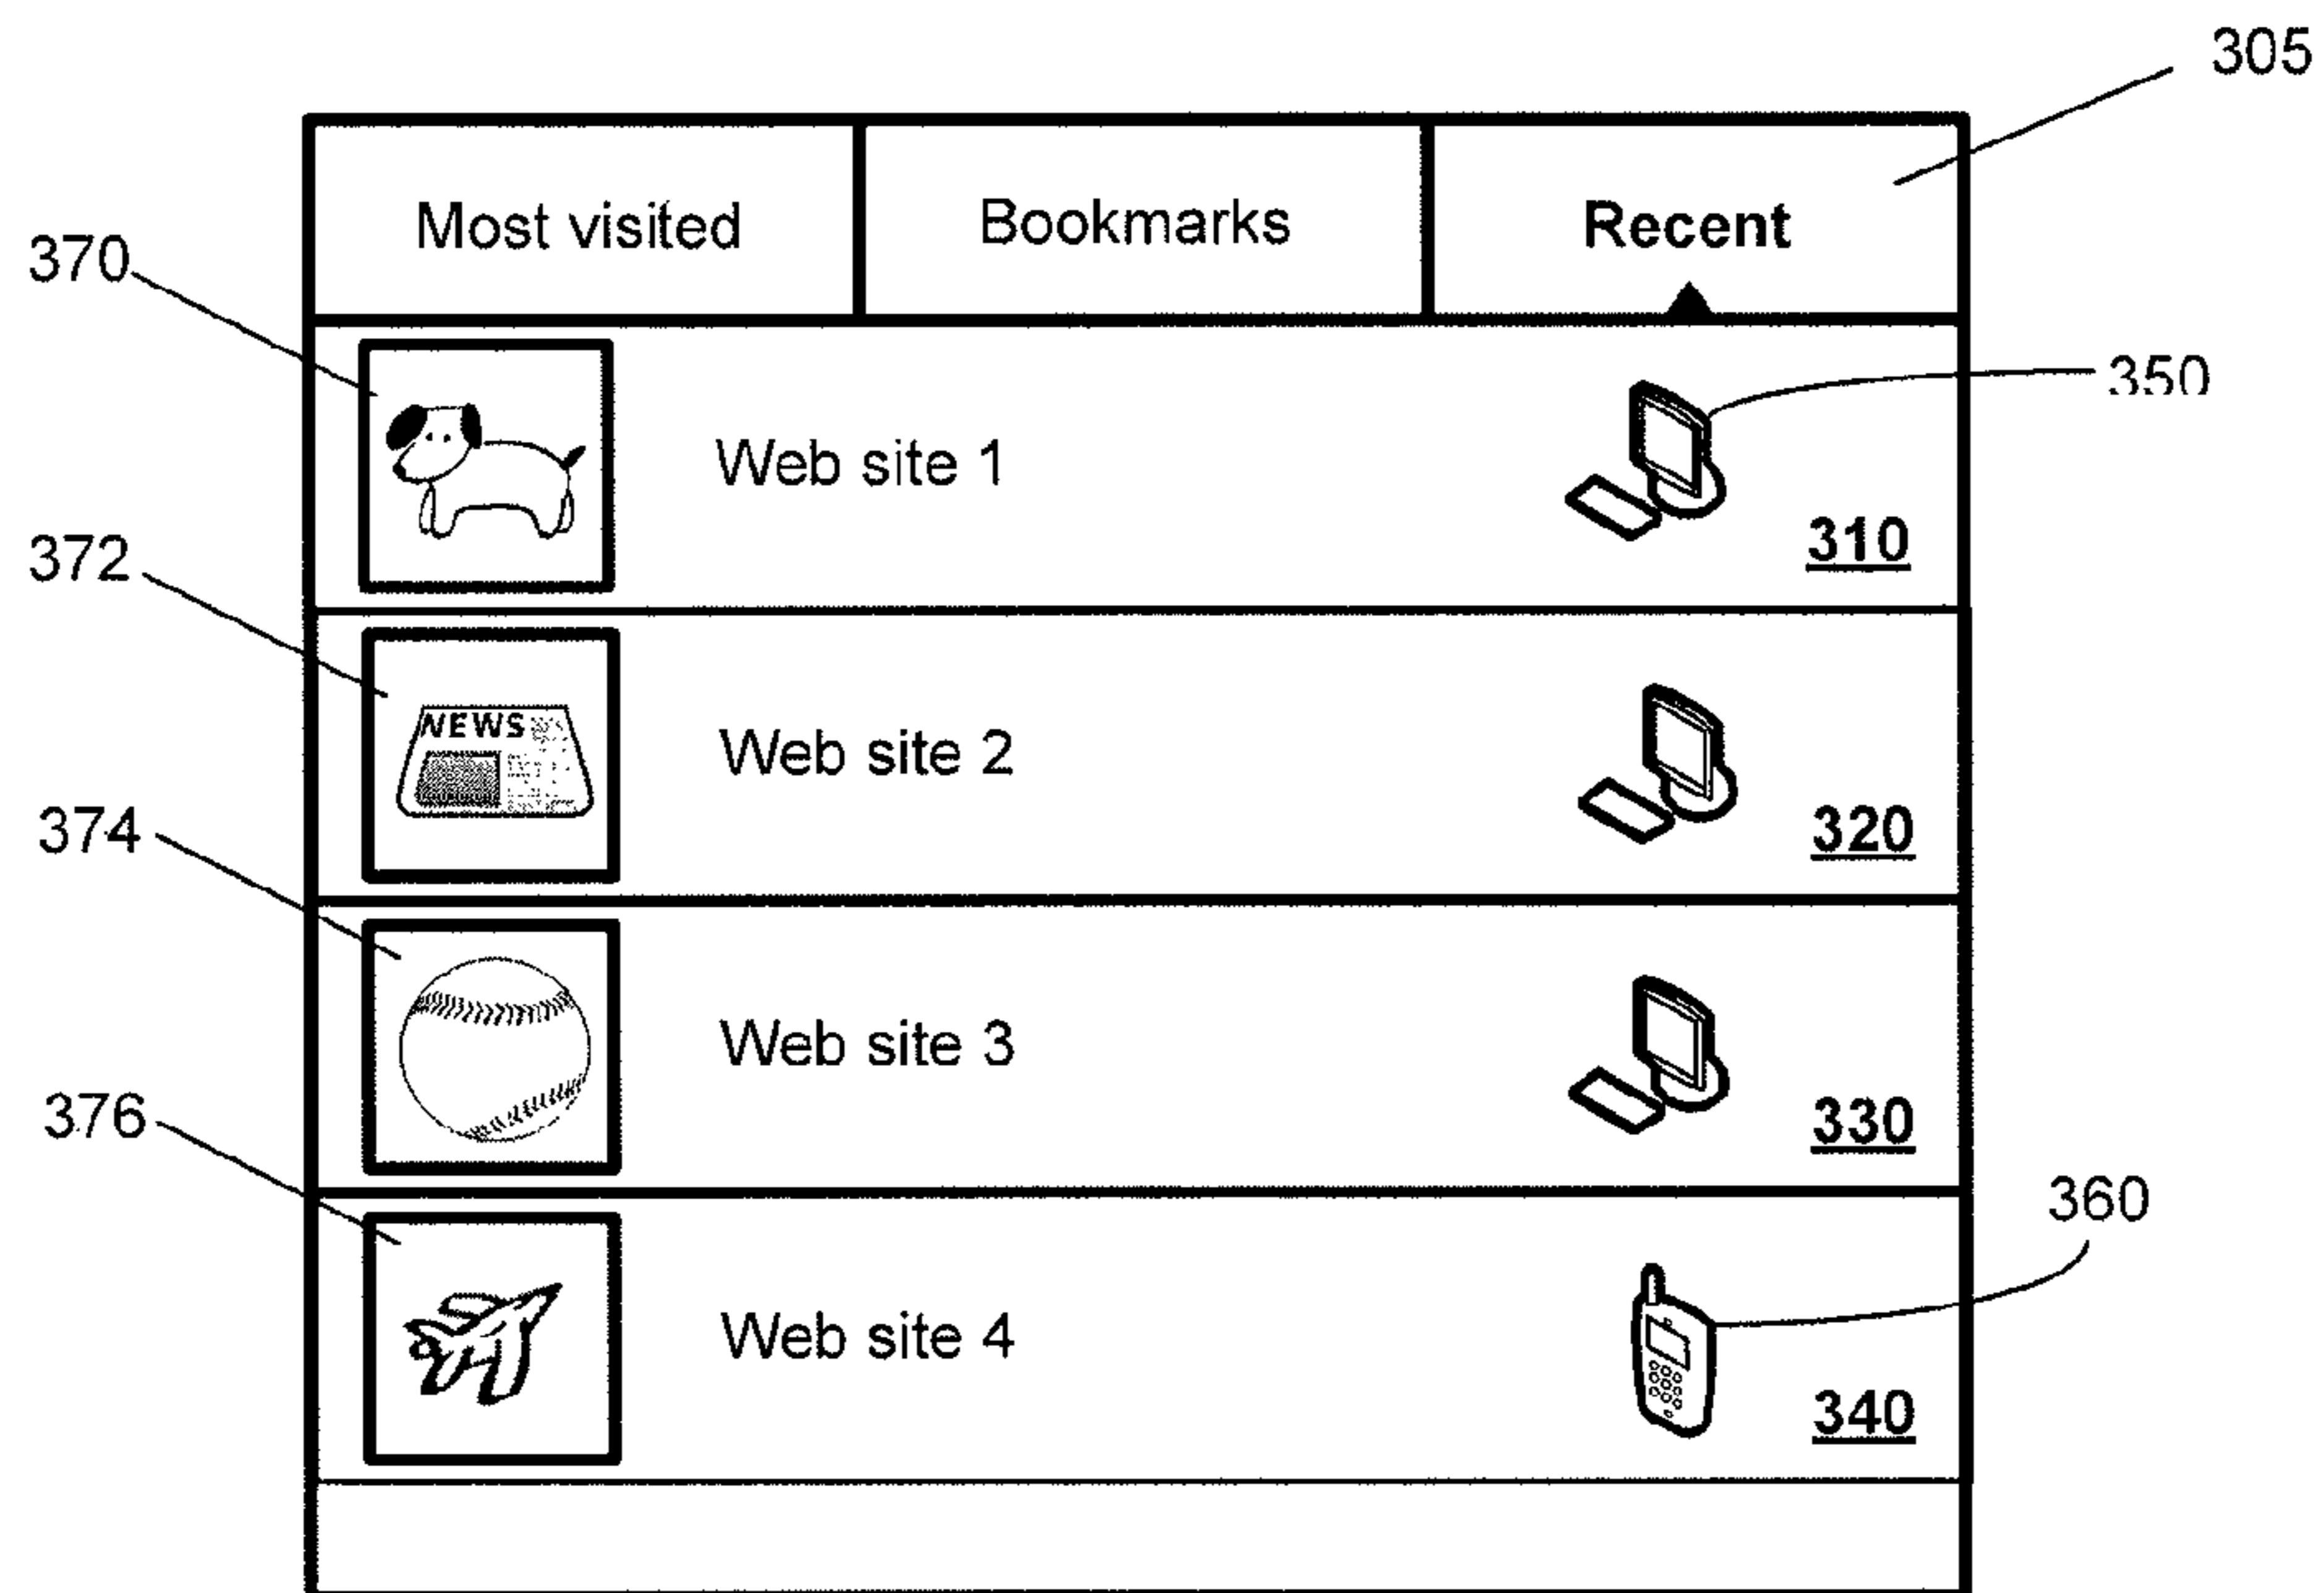 305
Most visited
Bookmarks
Recent
370
350
Web site 1
310
372
NEWS
Web site 2
320
374
Web site 3
330
376
360
Web site 4
340